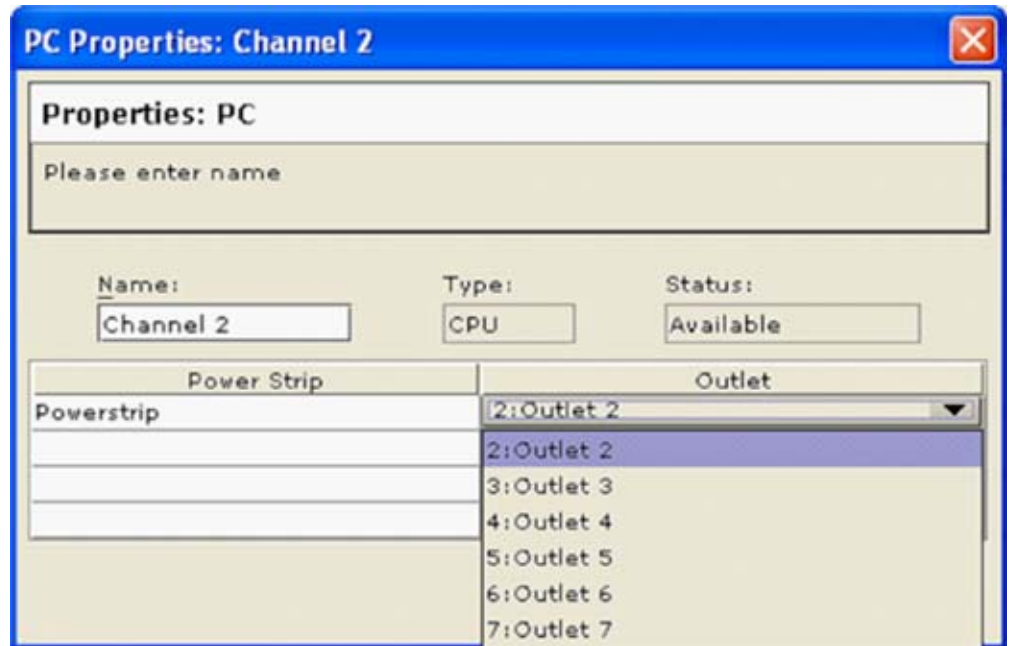 PC Properties: Channel 2
Properties: PC
Please enter name
Name: Type: Status:
Channel 2 CPU Available
Power Strip Outlet
Powerstrip 2:Outlet 2
2:Outlet 2
3:Outlet 3
4:Outlet 4
5:Outlet 5
6:Outlet 6
7:Outlet 7